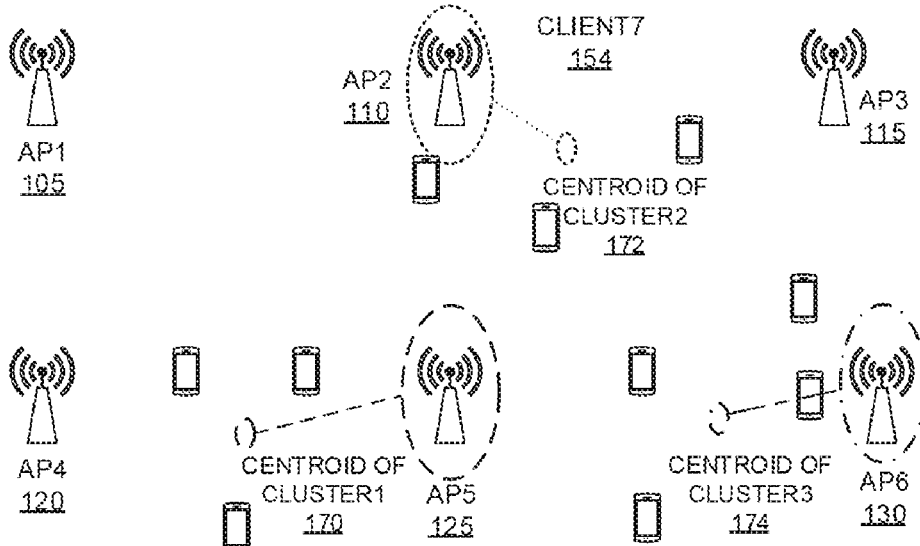 CLIENT7
154
AP2
110
AP3
115
AP1
105
CENTROID OF
CLUSTER2
172
CENTROID OF
CLUSTER1
170
AP4
120
AP5
125
CENTROID OF
CLUSTER3
174
AP6
130